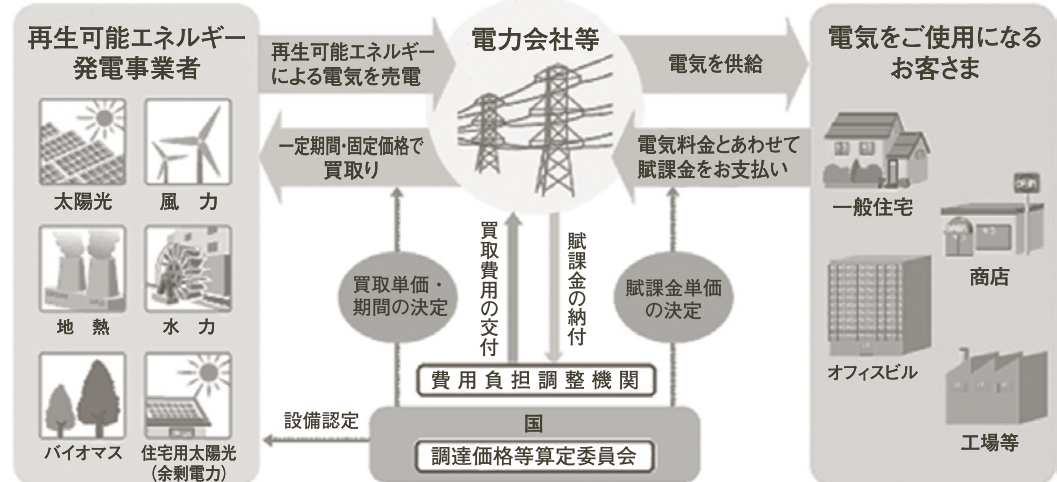 再生可能エネルギー
発電事業者
太陽光
風 力
地 熱
水 力
バイオマス
住宅用太陽光
(余剰電力)
再生可能エネルギー
による電気を売電
一定期間・固定価格で
買取り
電力会社等
電気を供給
電気料金とあわせて
賦課金をお支払い
買取単価・
期間の決定
買取費用の交付
賦課金の納付
賦課金単価
の決定
費用負担調整機関
設備認定
国
調達価格等算定委員会
電気をご使用になる
お客さま
一般住宅
商店
オフィスビル
工場等